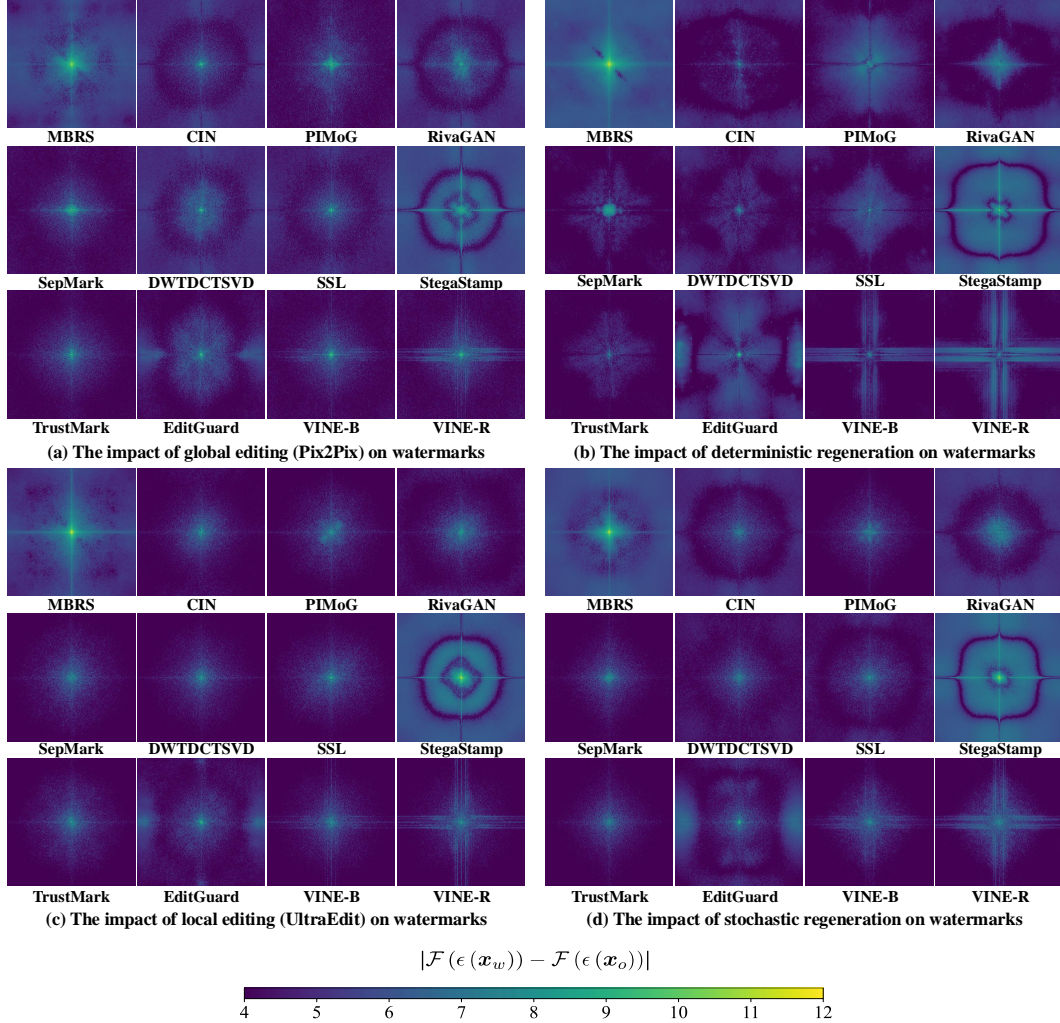 MBRS CIN PIMoG RivaGAN
SepMark DWTDCTSVD SSL StegaStamp
TrustMark EditGuard VINE-B VINE-R
(a) The impact of global editing (Pix2Pix) on watermarks
MBRS CIN PIMoG RivaGAN
SepMark DWTDCTSVD SSL StegaStamp
TrustMark EditGuard VINE-B VINE-R
(b) The impact of deterministic regeneration on watermarks
MBRS CIN PIMoG RivaGAN
SepMark DWTDCTSVD SSL StegaStamp
TrustMark EditGuard VINE-B VINE-R
(c) The impact of local editing (UltraEdit) on watermarks
MBRS CIN PIMoG RivaGAN
SepMark DWTDCTSVD SSL StegaStamp
TrustMark EditGuard VINE-B VINE-R
(d) The impact of stochastic regeneration on watermarks
|ℱ (ϵ (𝒙_w)) − ℱ (ϵ (𝒙_o))|
4 5 6 7 8 9 10 11 12